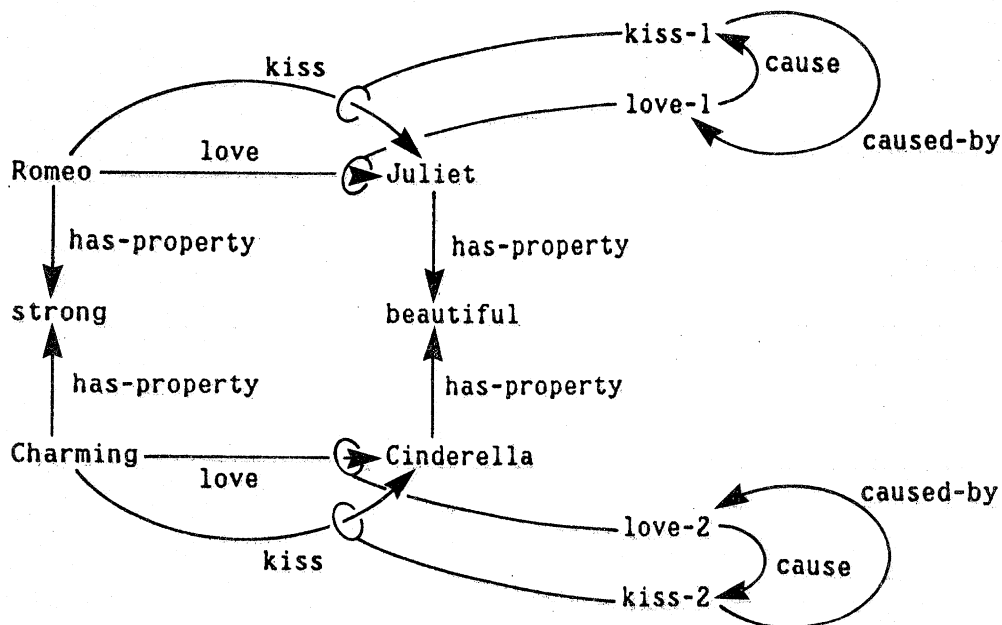 kiss-1
kiss
cause
love-1
caused-by
love
Romeo
Juliet
has-property
has-property
strong
beautiful
has-property
has-property
Charming
Cinderella
love
caused-by
love-2
kiss
cause
kiss-2